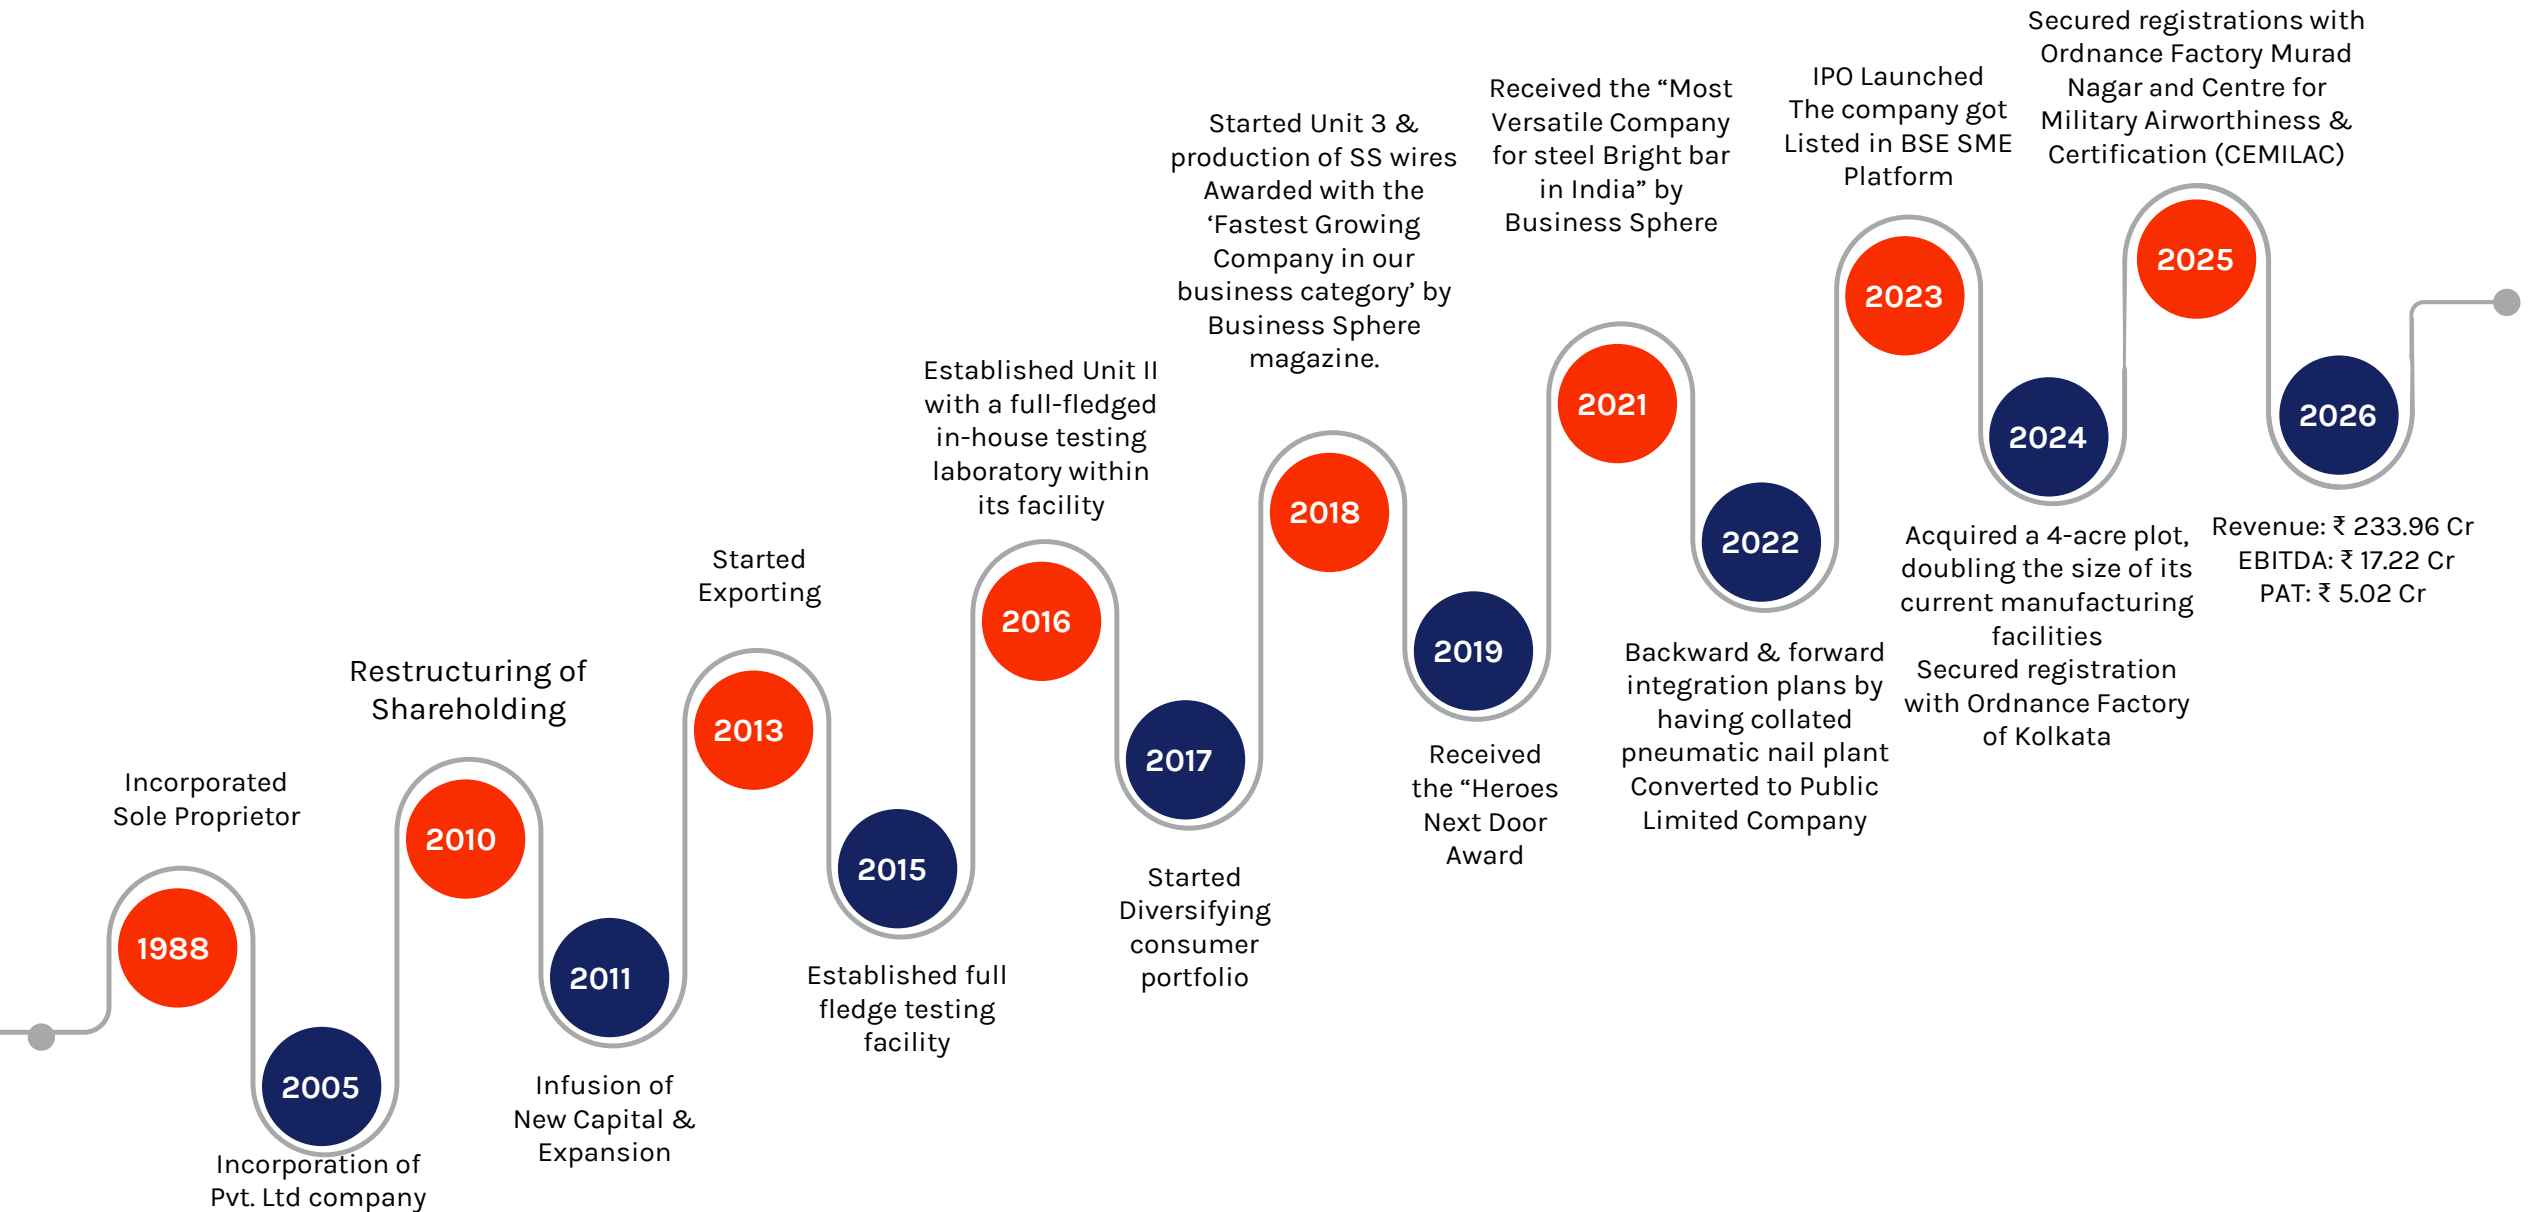 1988
Incorporated
Sole Proprietor
2005
Incorporation of
Pvt. Ltd company
2010
Restructuring of
Shareholding
2011
Infusion of
New Capital &
Expansion
2013
Started
Exporting
2015
Established full
fledge testing
facility
2016
Established Unit II
with a full-fledged
in-house testing
laboratory within
its facility
2017
Started
Diversifying
consumer
portfolio
2018
Started Unit 3 &
production of SS wires
Awarded with the
‘Fastest Growing
Company in our
business category’ by
Business Sphere
magazine.
2019
Received
the “Heroes
Next Door
Award
2021
Received the “Most
Versatile Company
for steel Bright bar
in India” by
Business Sphere
2022
Backward & forward
integration plans by
having collated
pneumatic nail plant
Converted to Public
Limited Company
2023
IPO Launched
The company got
Listed in BSE SME
Platform
2024
Acquired a 4-acre plot,
doubling the size of its
current manufacturing
facilities
Secured registration
with Ordnance Factory
of Kolkata
2025
Secured registrations with
Ordnance Factory Murad
Nagar and Centre for
Military Airworthiness &
Certification (CEMILAC)
2026
Revenue: ₹ 233.96 Cr
EBITDA: ₹ 17.22 Cr
PAT: ₹ 5.02 Cr